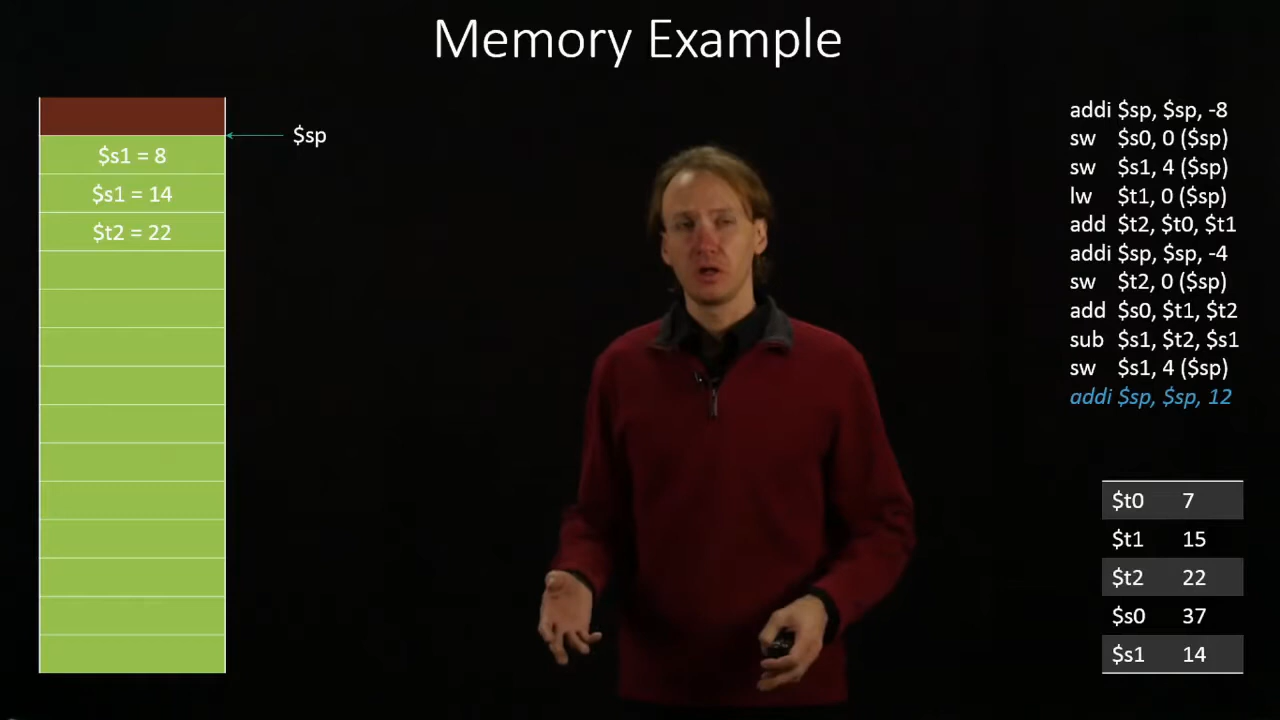 Memory Example
$sp
$s1 = 8
$s1 = 14
$t2 = 22
addi $sp, $sp, -8
sw $s0, 0 ($sp)
sw $s1, 4 ($sp)
lw $t1, 0 ($sp)
add $t2, $t0, $t1
addi $sp, $sp, -4
sw $t2, 0 ($sp)
add $s0, $t1, $t2
sub $s1, $t2, $s1
sw $s1, 4 ($sp)
addi $sp, $sp, 12
$t0 7
$t1 15
$t2 22
$s0 37
$s1 14